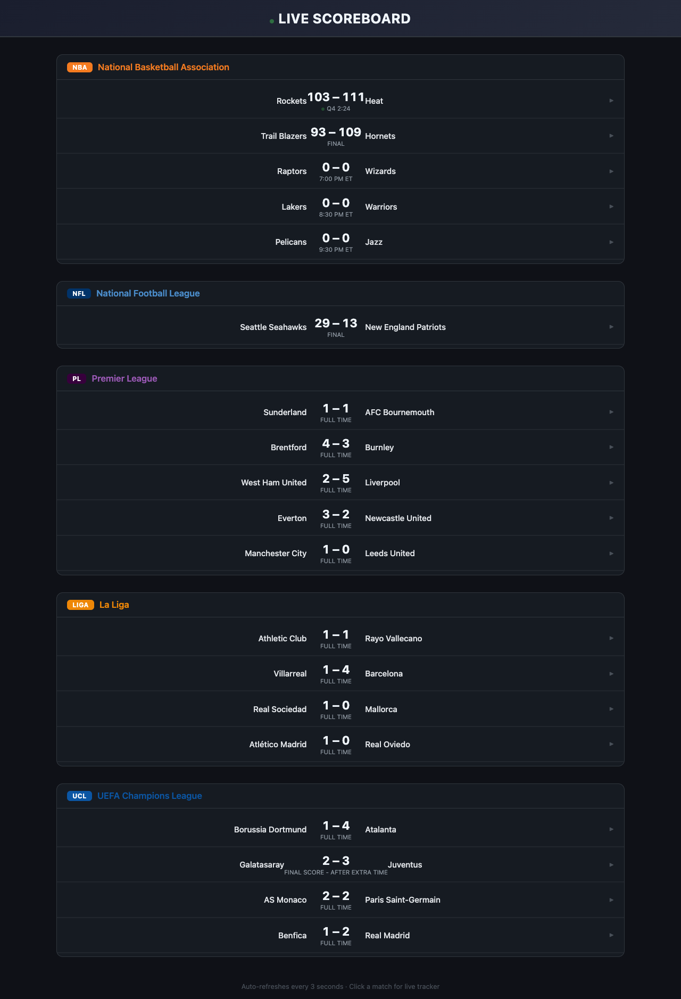 LIVE SCOREBOARD
NBA National Basketball Association
Rockets 103 – 111 Heat
Q4 2:24
Trail Blazers 93 – 109 Hornets
FINAL
Raptors 0 – 0 Wizards
7:00 PM ET
Lakers 0 – 0 Warriors
8:30 PM ET
Pelicans 0 – 0 Jazz
9:30 PM ET
NFL National Football League
Seattle Seahawks 29 – 13 New England Patriots
FINAL
PL Premier League
Sunderland 1 – 1 AFC Bournemouth
FULL TIME
Brentford 4 – 3 Burnley
FULL TIME
West Ham United 2 – 5 Liverpool
FULL TIME
Everton 3 – 2 Newcastle United
FULL TIME
Manchester City 1 – 0 Leeds United
FULL TIME
LIGA La Liga
Athletic Club 1 – 1 Rayo Vallecano
FULL TIME
Villarreal 1 – 4 Barcelona
FULL TIME
Real Sociedad 1 – 0 Mallorca
FULL TIME
Atlético Madrid 1 – 0 Real Oviedo
FULL TIME
UCL UEFA Champions League
Borussia Dortmund 1 – 4 Atalanta
FULL TIME
Galatasaray 2 – 3 Juventus
FINAL SCORE - AFTER EXTRA TIME
AS Monaco 2 – 2 Paris Saint-Germain
FULL TIME
Benfica 1 – 2 Real Madrid
FULL TIME
Auto-refreshes every 3 seconds · Click a match for live tracker